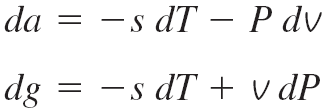 da = −s dT − P dv
dg = −s dT + v dP